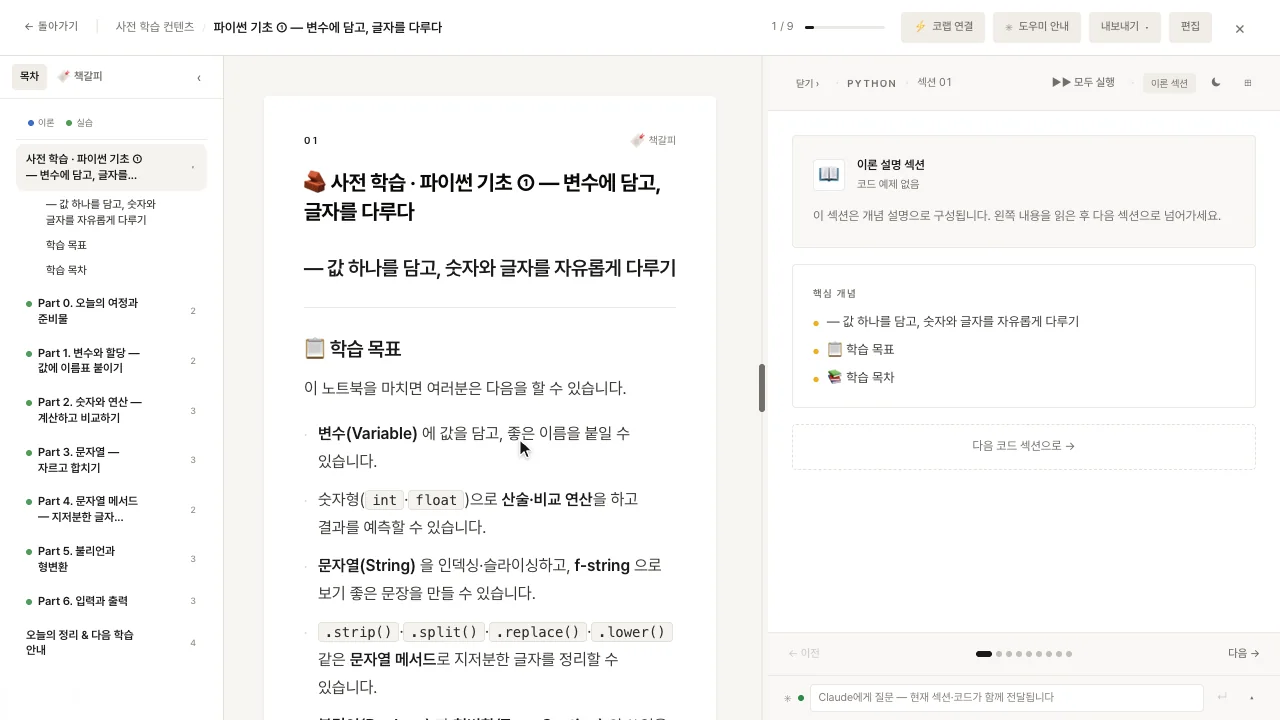 ← 돌아가기
사전 학습 컨텐츠 / 파이썬 기초 ① — 변수에 담고, 글자를 다루다
1 / 9
⚡ 코랩 연결
✳ 도우미 안내
내보내기
편집
✕
목차
책갈피
‹
이론
실습
사전 학습 · 파이썬 기초 ①
— 변수에 담고, 글자를...
— 값 하나를 담고, 숫자와
글자를 자유롭게 다루기
학습 목표
학습 목차
Part 0. 오늘의 여정과
준비물
2
Part 1. 변수와 할당 —
값에 이름표 붙이기
2
Part 2. 숫자와 연산 —
계산하고 비교하기
3
Part 3. 문자열 —
자르고 합치기
3
Part 4. 문자열 메서드
— 지저분한 글자...
2
Part 5. 불리언과
형변환
3
Part 6. 입력과 출력
3
오늘의 정리 & 다음 학습
안내
4
01
책갈피
사전 학습 · 파이썬 기초 ① — 변수에 담고,
글자를 다루다
— 값 하나를 담고, 숫자와 글자를 자유롭게 다루기
📋 학습 목표
이 노트북을 마치면 여러분은 다음을 할 수 있습니다.
변수(Variable) 에 값을 담고, 좋은 이름을 붙일 수
있습니다.
숫자형( int · float )으로 산술·비교 연산을 하고
결과를 예측할 수 있습니다.
문자열(String) 을 인덱싱·슬라이싱하고, f-string 으로
보기 좋은 문장을 만들 수 있습니다.
.strip() · .split() · .replace() · .lower()
같은 문자열 메서드로 지저분한 글자를 정리할 수
있습니다.
닫기 ›
· PYTHON · 섹션 01
▶▶ 모두 실행
이론 섹션
📖 이론 설명 섹션
코드 예제 없음
이 섹션은 개념 설명으로 구성됩니다. 왼쪽 내용을 읽은 후 다음 섹션으로 넘어가세요.
핵심 개념
— 값 하나를 담고, 숫자와 글자를 자유롭게 다루기
📋 학습 목표
📚 학습 목차
다음 코드 섹션으로 →
← 이전
다음 →
Claude에게 질문 — 현재 섹션·코드가 함께 전달됩니다